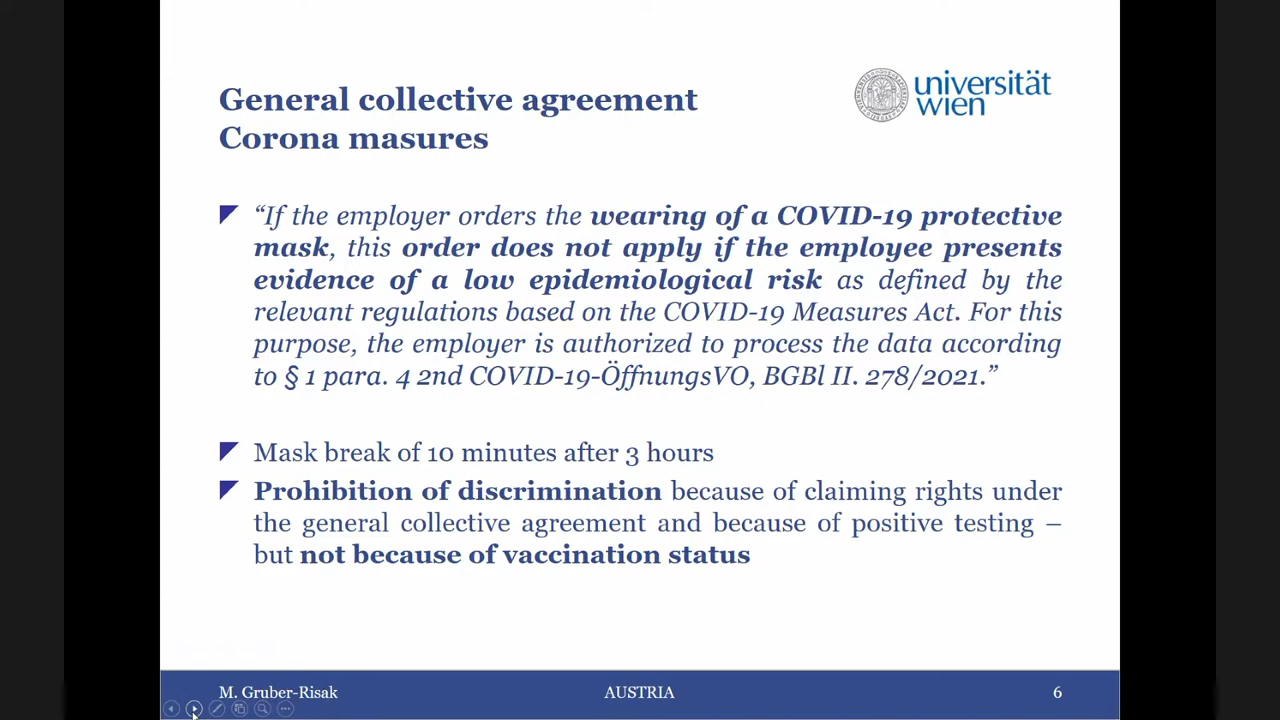 General collective agreement
Corona masures
universität
wien
“If the employer orders the wearing of a COVID-19 protective
mask, this order does not apply if the employee presents
evidence of a low epidemiological risk as defined by the
relevant regulations based on the COVID-19 Measures Act. For this
purpose, the employer is authorized to process the data according
to § 1 para. 4 2nd COVID-19-ÖffnungsVO, BGBl II. 278/2021.”
Mask break of 10 minutes after 3 hours
Prohibition of discrimination because of claiming rights under
the general collective agreement and because of positive testing –
but not because of vaccination status
M. Gruber-Risak
AUSTRIA
6